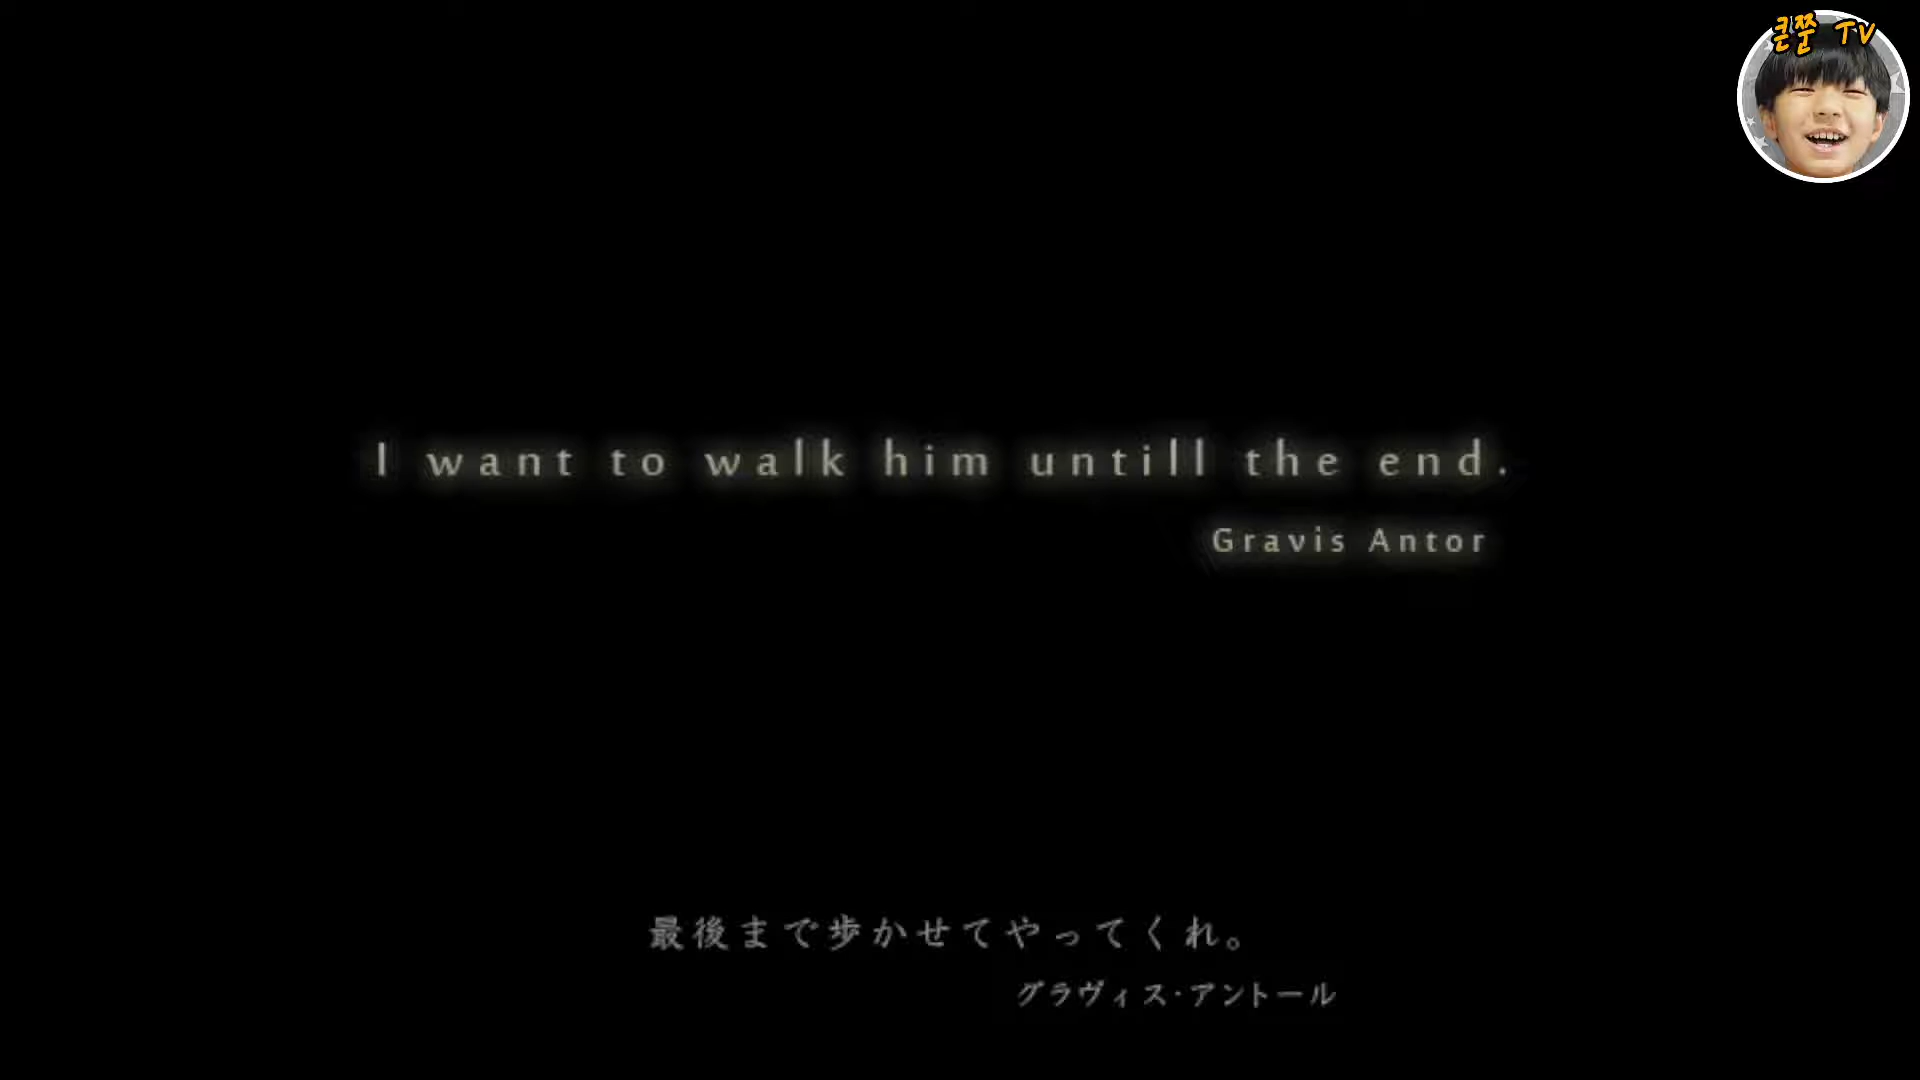 큰쭌 TV
I want to walk him untill the end.
Gravis Antor
最後まで歩かせてやってくれ。
グラヴィス·アントール